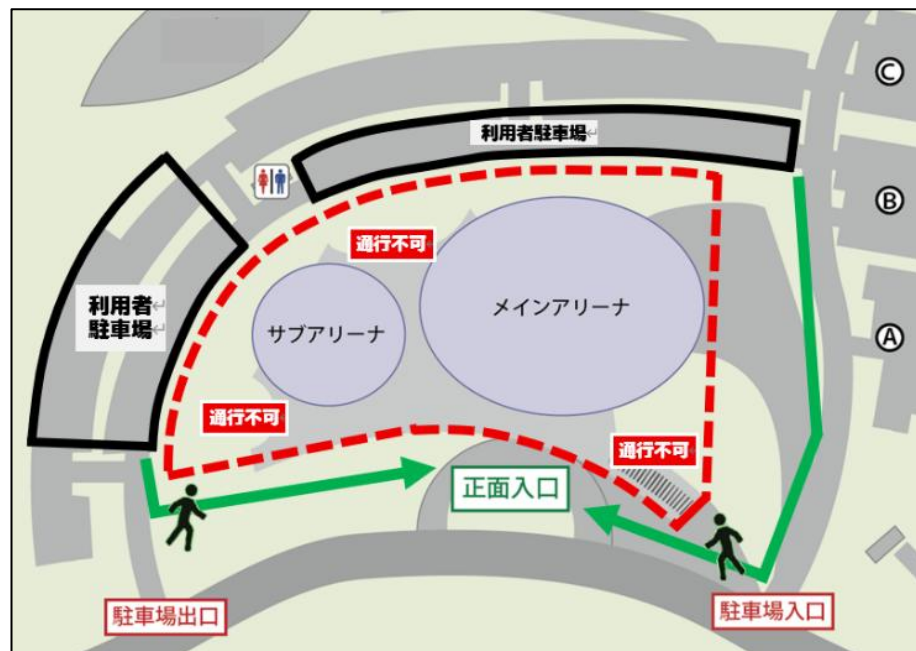 Ⓒ
利用者駐車場↵
Ⓑ
通行不可
利用者↵
駐車場↵
サブアリーナ
メインアリーナ
Ⓐ
通行不可
通行不可
正面入口
駐車場出口
駐車場入口